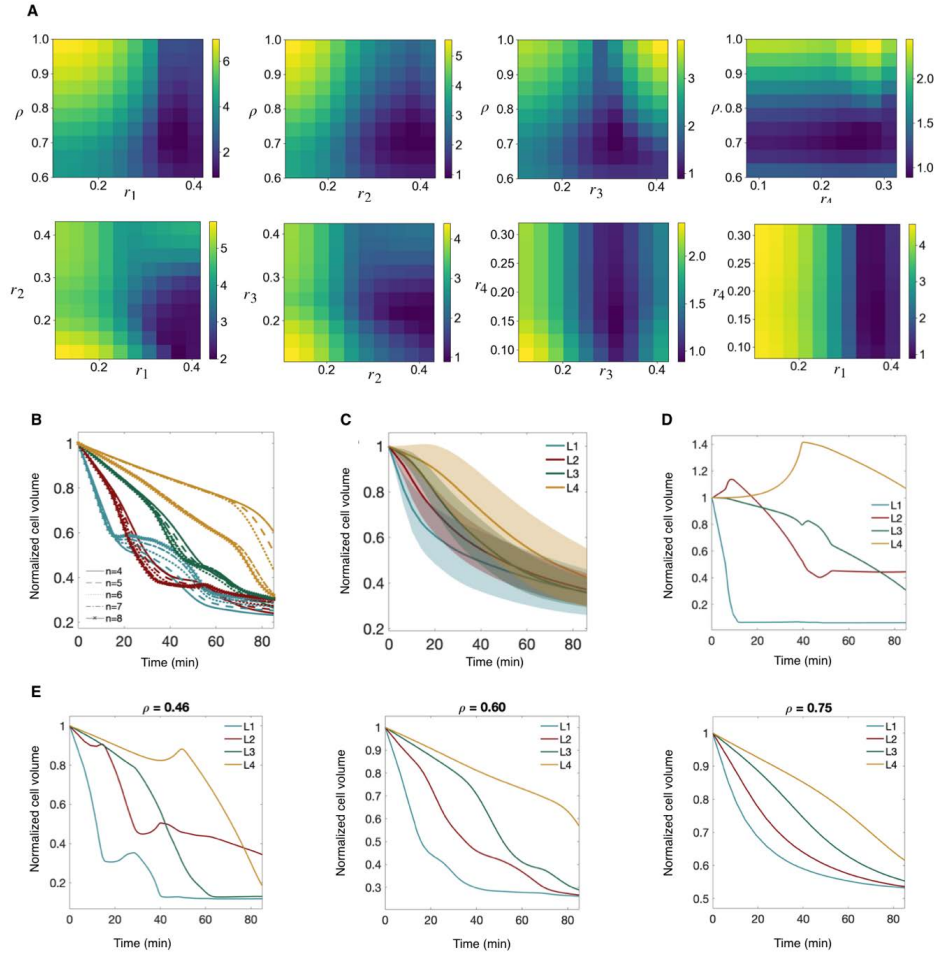 A
1.0
0.9
0.8
0.7
0.6
ρ
0.2 0.4
r1
6
4
2
1.0
0.9
0.8
0.7
0.6
ρ
0.2 0.4
r2
5
4
3
2
1
1.0
0.9
0.8
0.7
0.6
ρ
0.2 0.4
r3
3
2
1
1.0
0.9
0.8
0.7
0.6
ρ.
0.1 0.2 0.3
2.0
1.5
1.0
0.4
0.3
0.2
r2
0.2 0.4
r1
5
4
3
2
0.4
0.3
0.2
r3
0.2 0.4
r2
4
3
2
1
0.30
0.25
0.20
0.15
0.10
r4
0.2 0.4
r3
2.0
1.5
1.0
0.30
0.25
0.20
0.15
0.10
r4
0.2 0.4
r1
4
3
2
1
B
Normalized cell volume
1
0.8
0.6
0.4
0.2
n=4
n=5
n=6
n=7
n=8
0 20 40 60 80
Time (min)
C
Normalized cell volume
1
0.8
0.6
0.4
0.2
L1
L2
L3
L4
0 20 40 60 80
Time (min)
D
Normalized cell volume
1.4
1.2
1
0.8
0.6
0.4
0.2
L1
L2
L3
L4
0 20 40 60 80
Time (min)
E
ρ = 0.46
Normalized cell volume
1
0.8
0.6
0.4
0.2
L1
L2
L3
L4
0 20 40 60 80
Time (min)
ρ = 0.60
Normalized cell volume
1
0.9
0.8
0.7
0.6
0.5
0.4
0.3
L1
L2
L3
L4
0 20 40 60 80
Time (min)
ρ = 0.75
Normalized cell volume
1
0.9
0.8
0.7
0.6
0.5
L1
L2
L3
L4
0 20 40 60 80
Time (min)